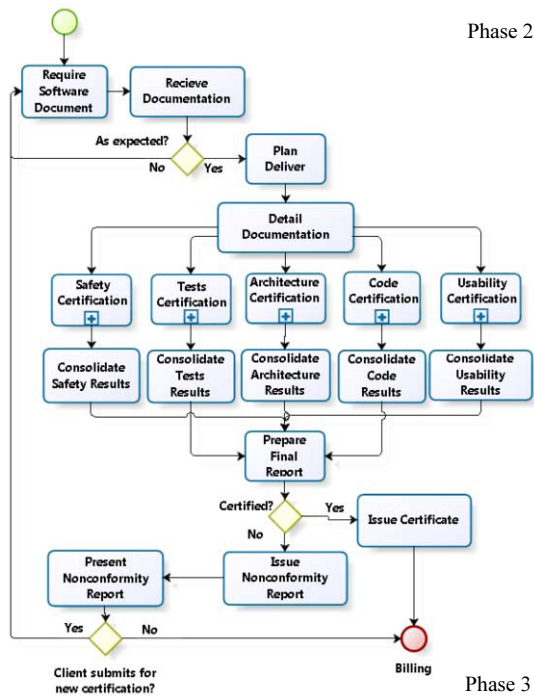 Phase 2
Require
Software
Document
Recieve
Documentation
As expected?
No
Yes
Plan
Deliver
Detail
Documentation
Safety
Certification
Tests
Certification
Architecture
Certification
Code
Certification
Usability
Certification
Consolidate
Safety Results
Consolidate
Tests
Results
Consolidate
Architecture
Results
Consolidate
Code
Results
Consolidate
Usability
Results
Prepare
Final
Report
Certified?
Yes
No
Issue Certificate
Present
Nonconformity
Report
Issue
Nonconformity
Report
Yes
No
Client submits for
new certification?
Billing
Phase 3